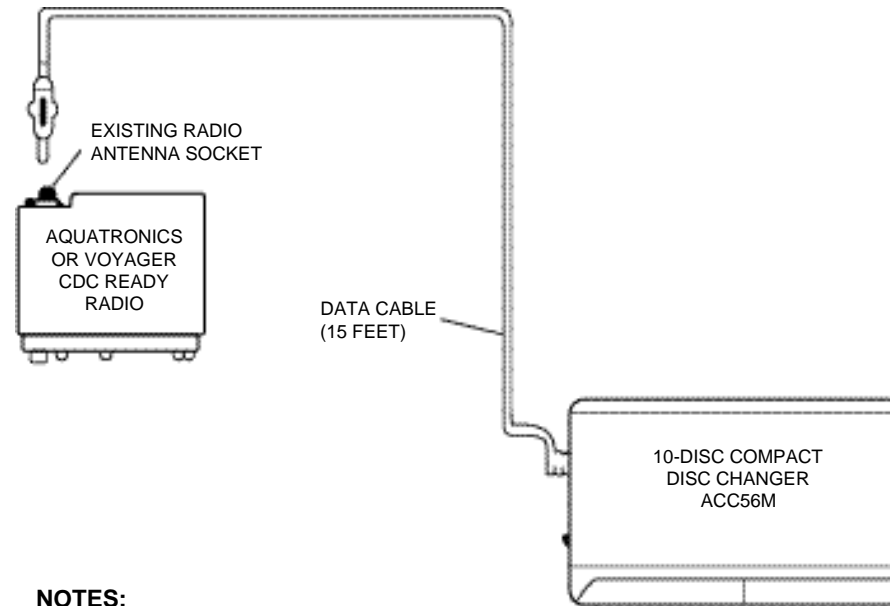 EXISTING RADIO
ANTENNA SOCKET
AQUATRONICS
OR VOYAGER
CDC READY
RADIO
DATA CABLE
(15 FEET)
10-DISC COMPACT
DISC CHANGER
ACC56M
NOTES: